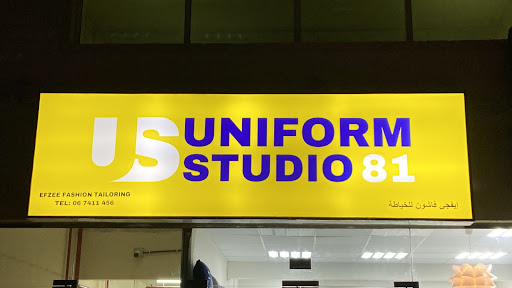 US UNIFORM
STUDIO 81
EFZEE FASHION TAILORING
TEL: 06 7411 456
إيفجي فاشون للخياطة